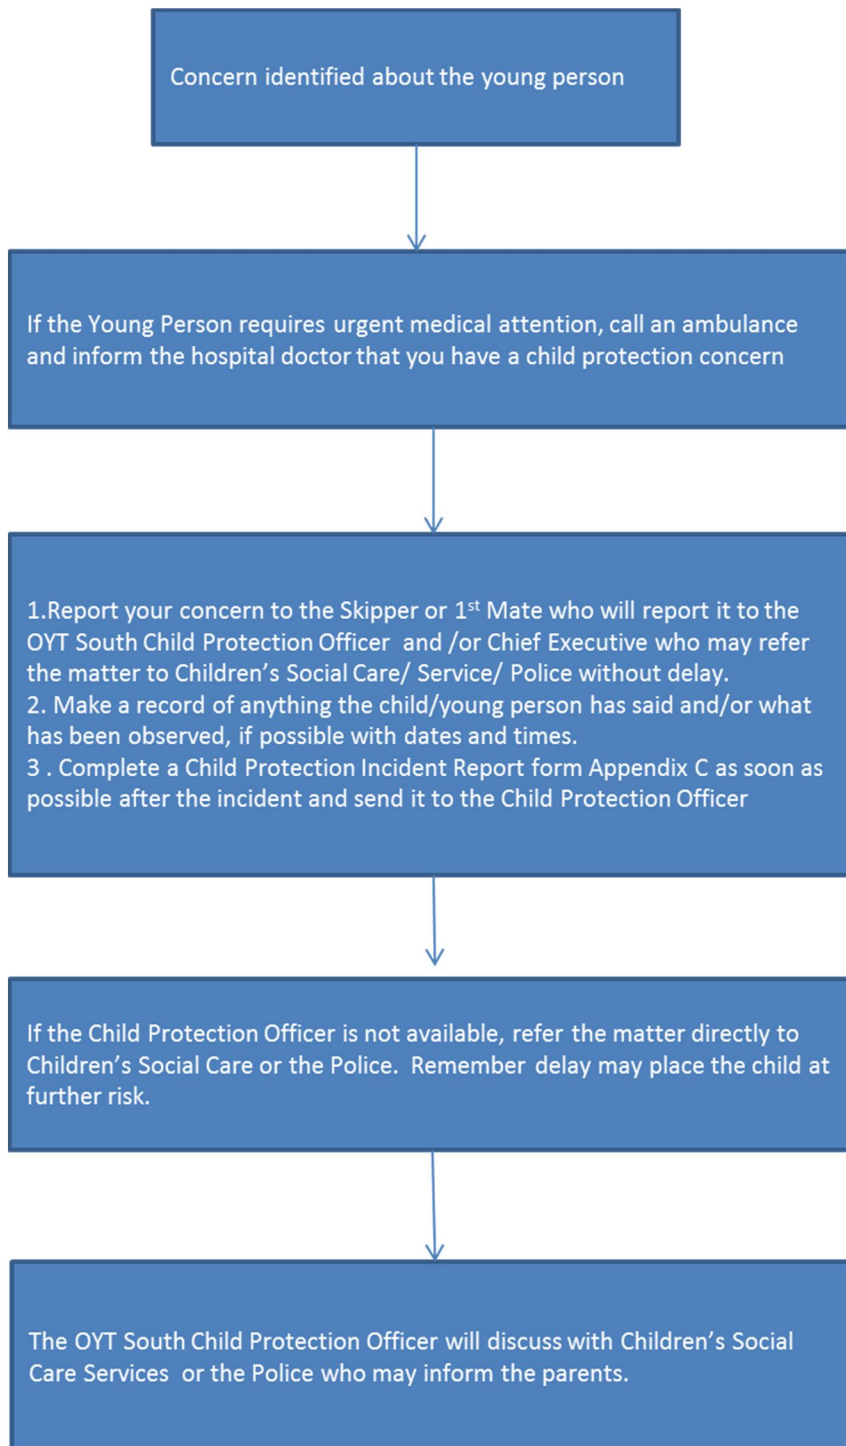 Concern identified about the young person
If the Young Person requires urgent medical attention, call an ambulance
and inform the hospital doctor that you have a child protection concern
1.Report your concern to the Skipper or 1st Mate who will report it to the
OYT South Child Protection Officer and /or Chief Executive who may refer
the matter to Children’s Social Care/ Service/ Police without delay.
2. Make a record of anything the child/young person has said and/or what
has been observed, if possible with dates and times.
3 . Complete a Child Protection Incident Report form Appendix C as soon as
possible after the incident and send it to the Child Protection Officer
If the Child Protection Officer is not available, refer the matter directly to
Children’s Social Care or the Police. Remember delay may place the child at
further risk.
The OYT South Child Protection Officer will discuss with Children’s Social
Care Services or the Police who may inform the parents.